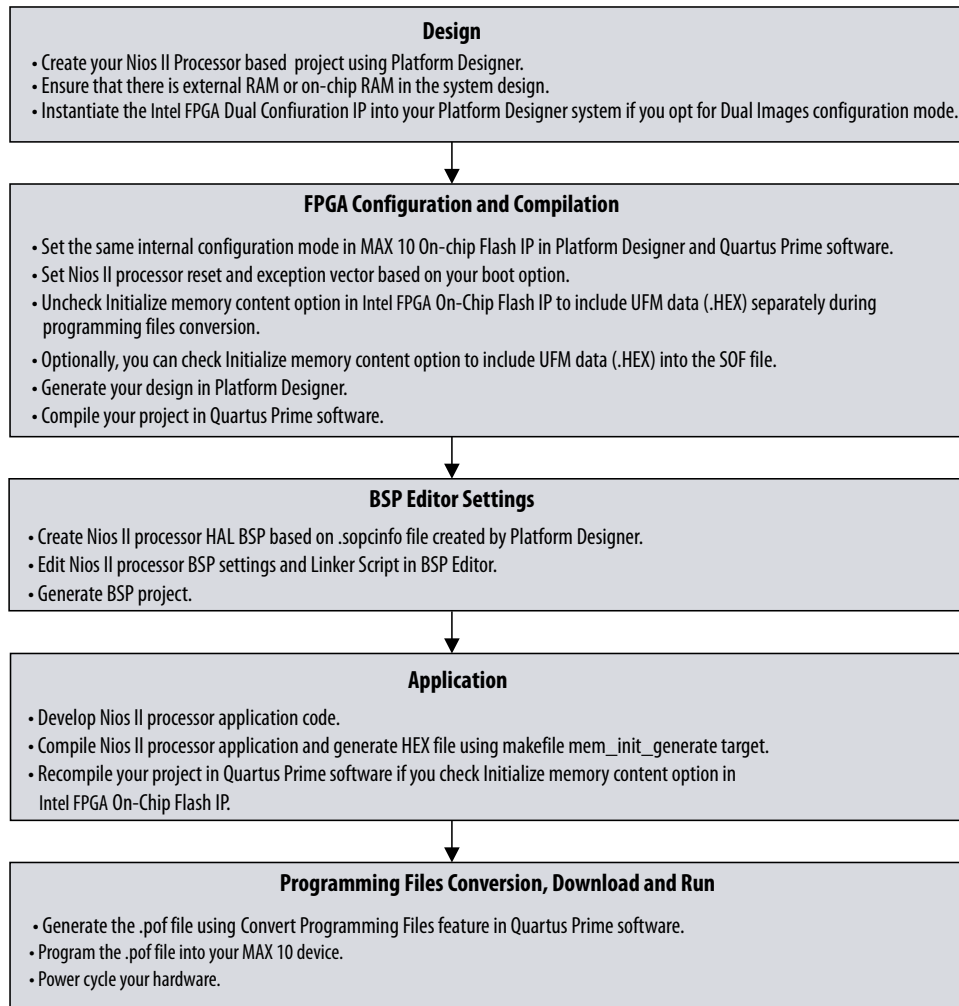 Design
• Create your Nios II Processor based project using Platform Designer.
• Ensure that there is external RAM or on-chip RAM in the system design.
• Instantiate the Intel FPGA Dual Confiuration IP into your Platform Designer system if you opt for Dual Images configuration mode.
FPGA Configuration and Compilation
• Set the same internal configuration mode in MAX 10 On-chip Flash IP in Platform Designer and Quartus Prime software.
• Set Nios II processor reset and exception vector based on your boot option.
• Uncheck Initialize memory content option in Intel FPGA On-Chip Flash IP to include UFM data (.HEX) separately during
programming files conversion.
• Optionally, you can check Initialize memory content option to include UFM data (.HEX) into the SOF file.
• Generate your design in Platform Designer.
• Compile your project in Quartus Prime software.
BSP Editor Settings
• Create Nios II processor HAL BSP based on .sopcinfo file created by Platform Designer.
• Edit Nios II processor BSP settings and Linker Script in BSP Editor.
• Generate BSP project.
Application
• Develop Nios II processor application code.
• Compile Nios II processor application and generate HEX file using makefile mem_init_generate target.
• Recompile your project in Quartus Prime software if you check Initialize memory content option in
Intel FPGA On-Chip Flash IP.
Programming Files Conversion, Download and Run
• Generate the .pof file using Convert Programming Files feature in Quartus Prime software.
• Program the .pof file into your MAX 10 device.
• Power cycle your hardware.